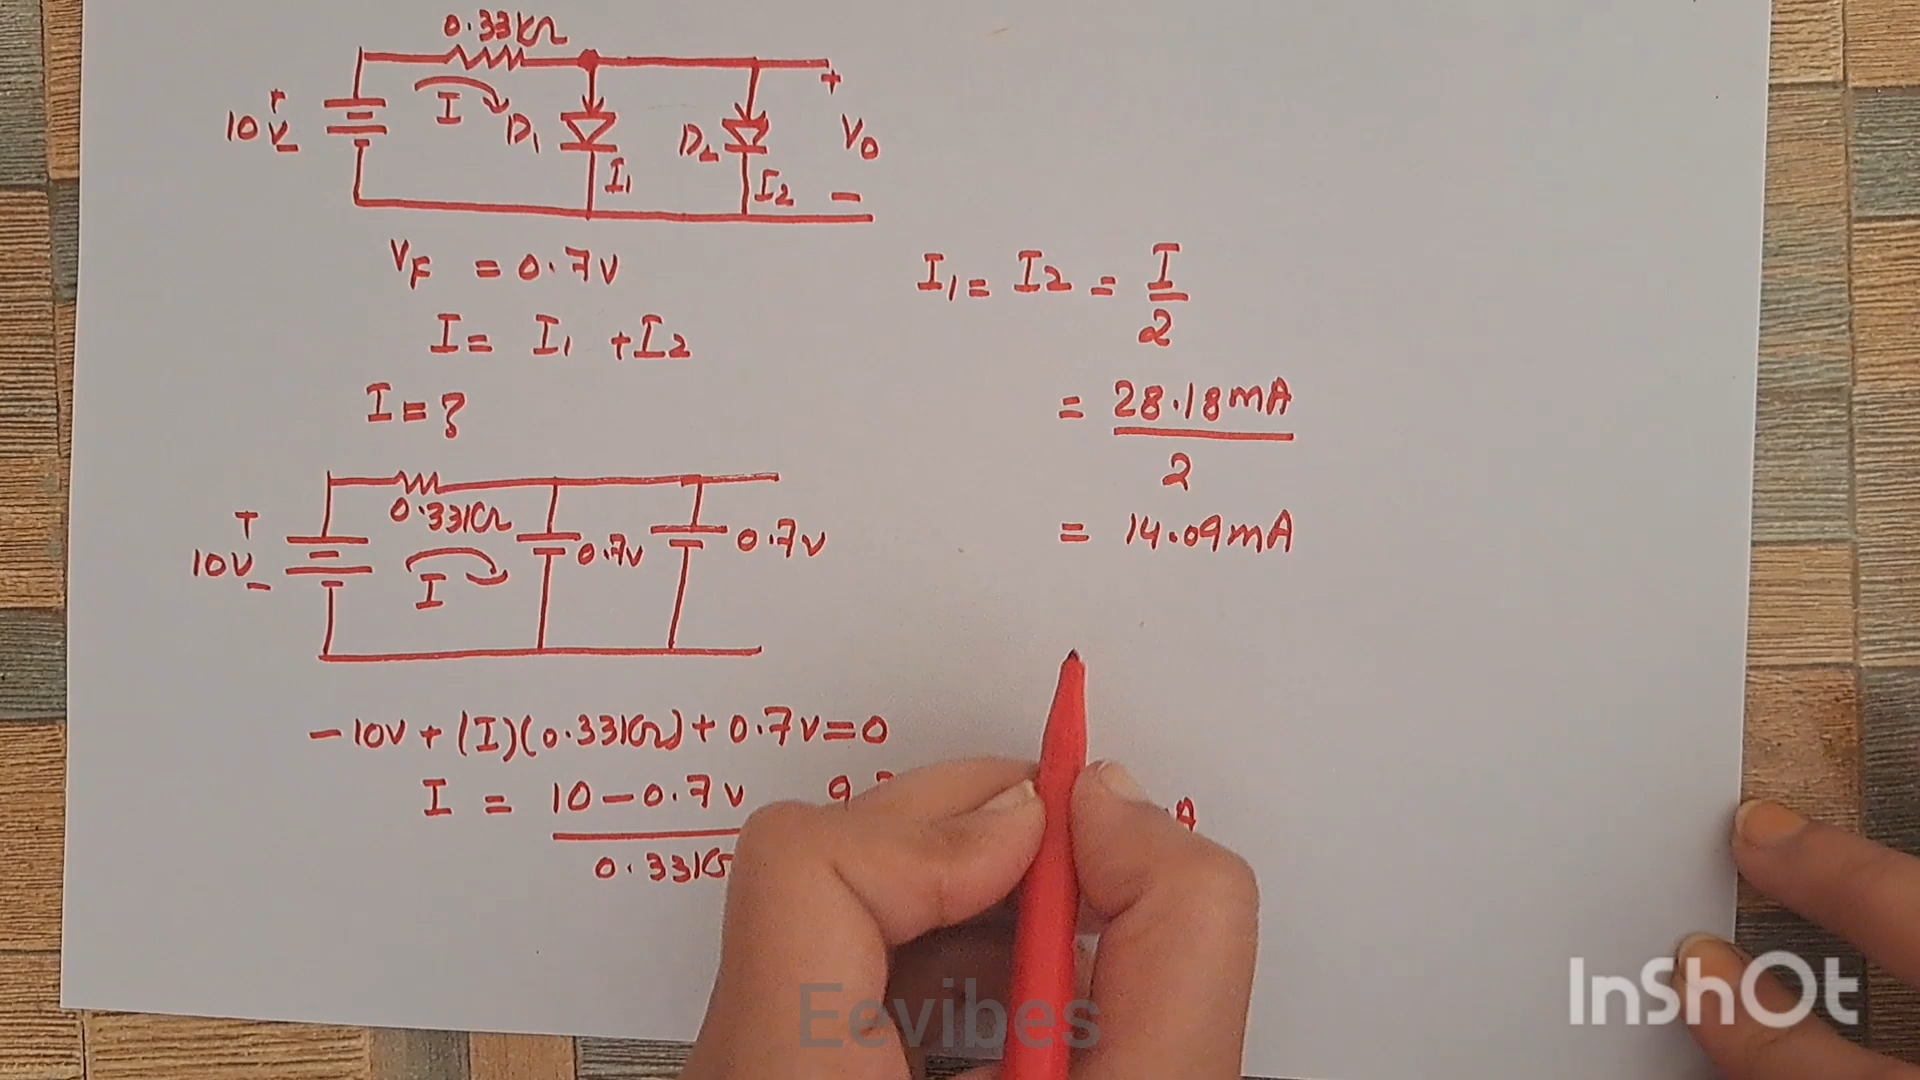 0.33KΩ
+
10V
-
I
D1
I1
D2
I2
+
V0
-
VF = 0.7V
I = I1 + I2
I = ?
0.33KΩ
+
10V
-
I
0.7V
0.7V
-10V + (I)(0.33KΩ) + 0.7V = 0
I = 10 - 0.7V
0.33K
I1 = I2 = I
2
= 28.18mA
2
= 14.09mA
Eevibes
InShOt